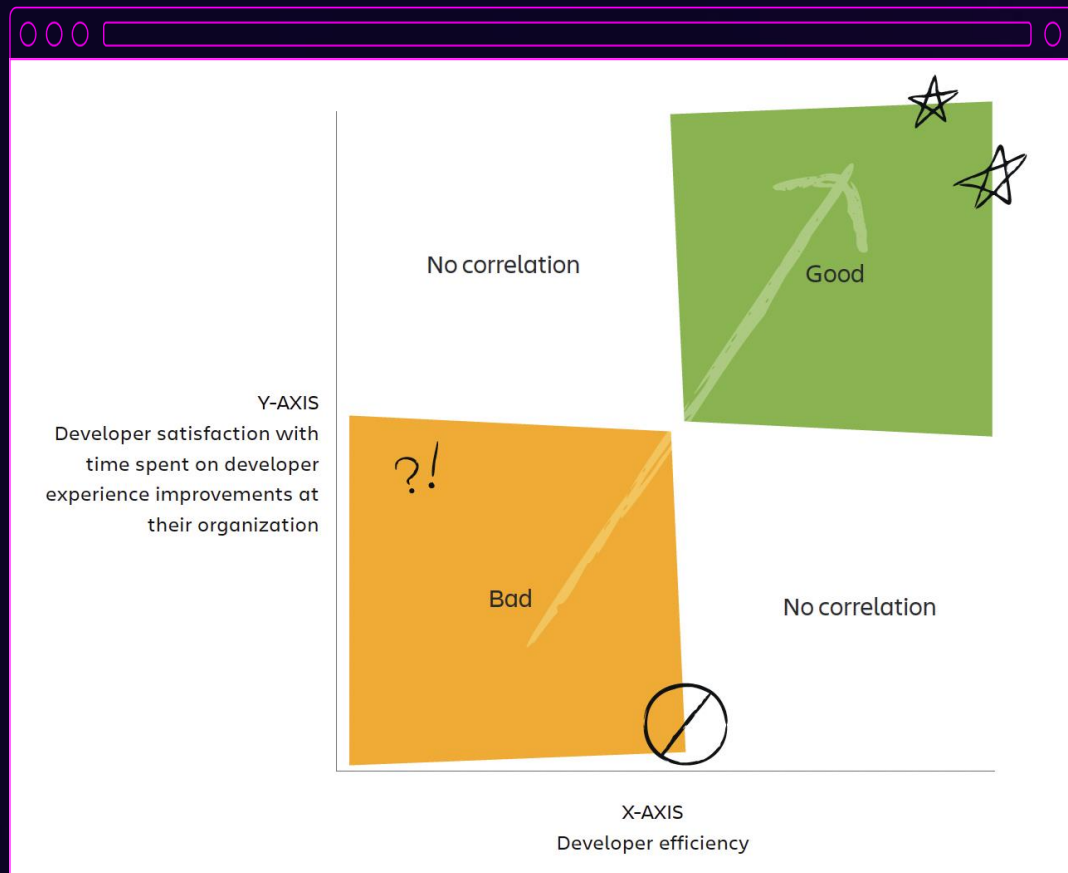 No correlation
Good
Y-AXIS
Developer satisfaction with
time spent on developer
experience improvements at
their organization
?!
Bad
No correlation
X-AXIS
Developer efficiency